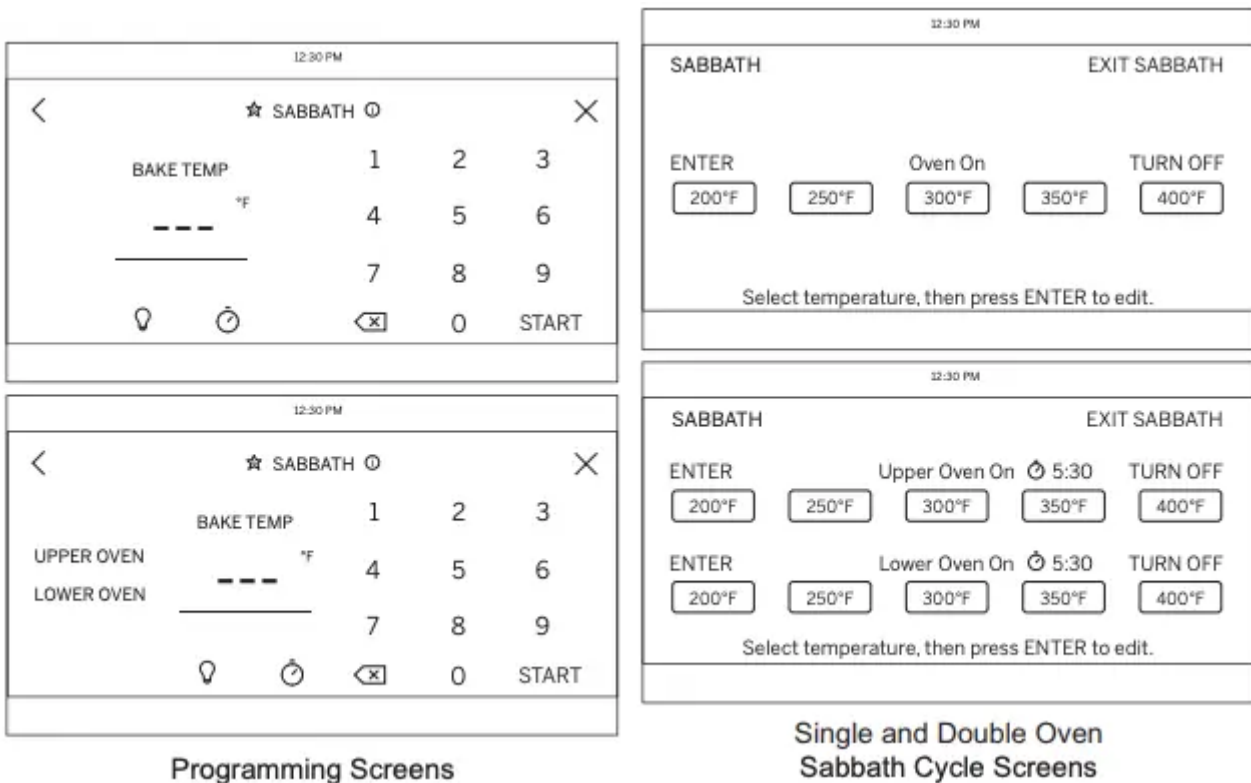 12:30 PM
SABBATH
BAKE TEMP
°F
---
1 2 3
4 5 6
7 8 9
0 START
12:30 PM
SABBATH
UPPER OVEN
LOWER OVEN
BAKE TEMP
°F
---
1 2 3
4 5 6
7 8 9
0 START
Programming Screens
12:30 PM
SABBATH EXIT SABBATH
ENTER Oven On TURN OFF
200°F 250°F 300°F 350°F 400°F
Select temperature, then press ENTER to edit.
12:30 PM
SABBATH EXIT SABBATH
ENTER Upper Oven On 5:30 TURN OFF
200°F 250°F 300°F 350°F 400°F
ENTER Lower Oven On 5:30 TURN OFF
200°F 250°F 300°F 350°F 400°F
Select temperature, then press ENTER to edit.
Single and Double Oven
Sabbath Cycle Screens